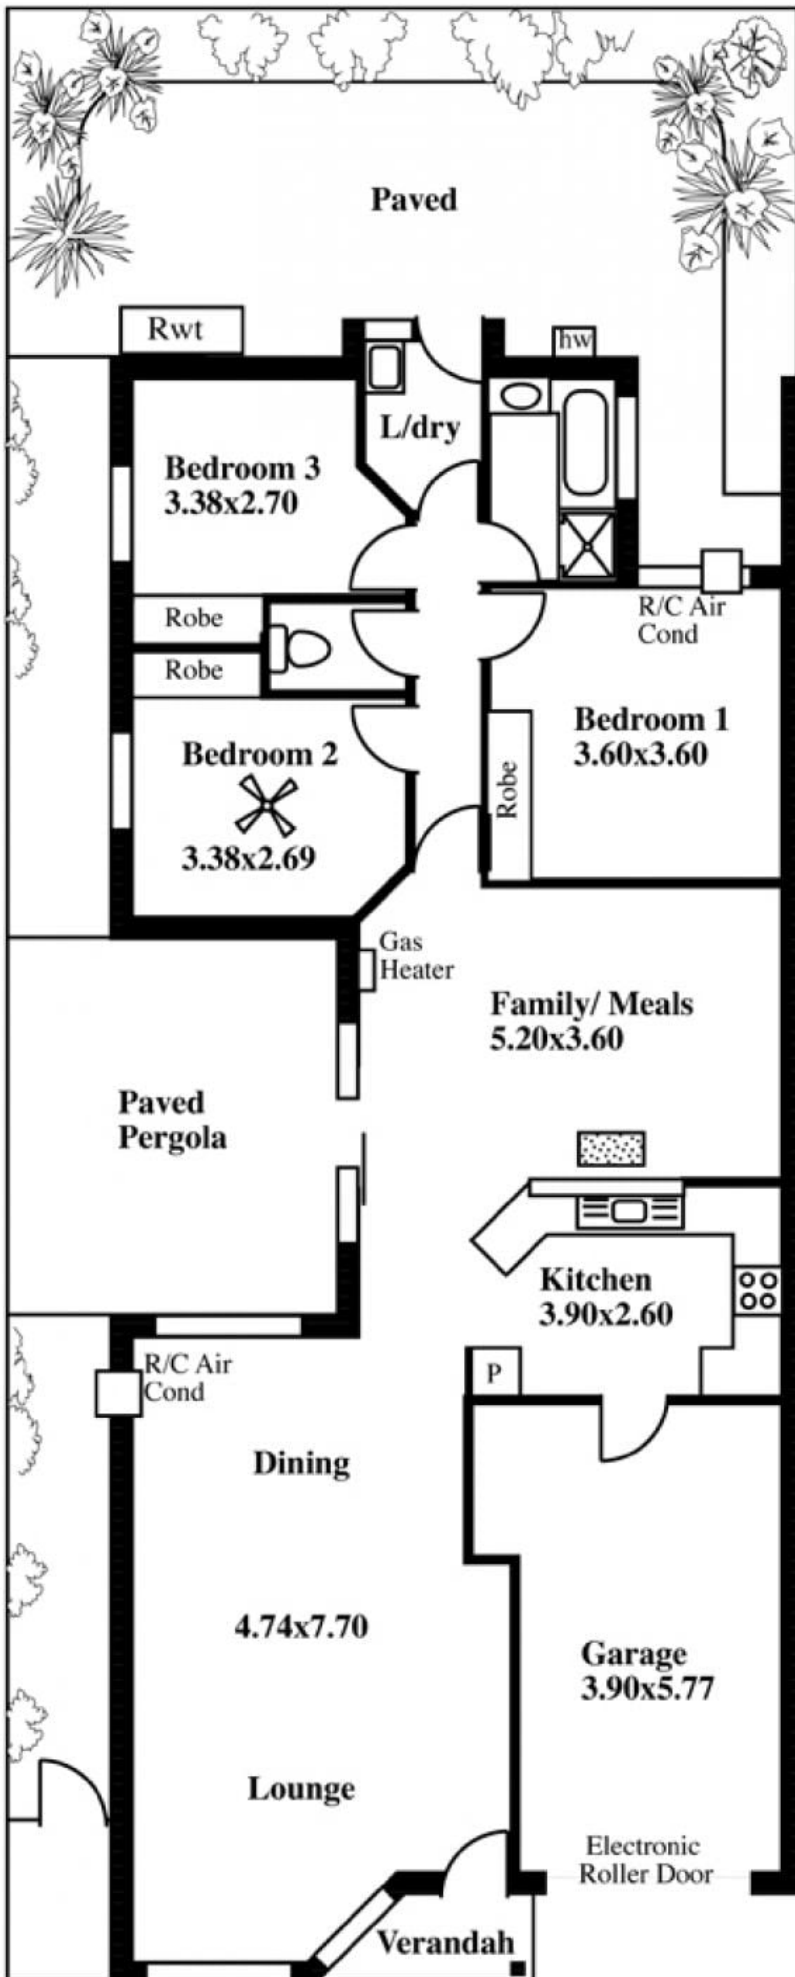 Paved
Rwt
hw
L/dry
Bedroom 3
3.38x2.70
Robe
R/C Air
Cond
Robe
Bedroom 1
3.60x3.60
Bedroom 2
Robe
3.38x2.69
Gas
Heater
Family/ Meals
5.20x3.60
Paved
Pergola
Kitchen
3.90x2.60
R/C Air
Cond
P
Dining
4.74x7.70
Garage
3.90x5.77
Lounge
Electronic
Roller Door
Verandah